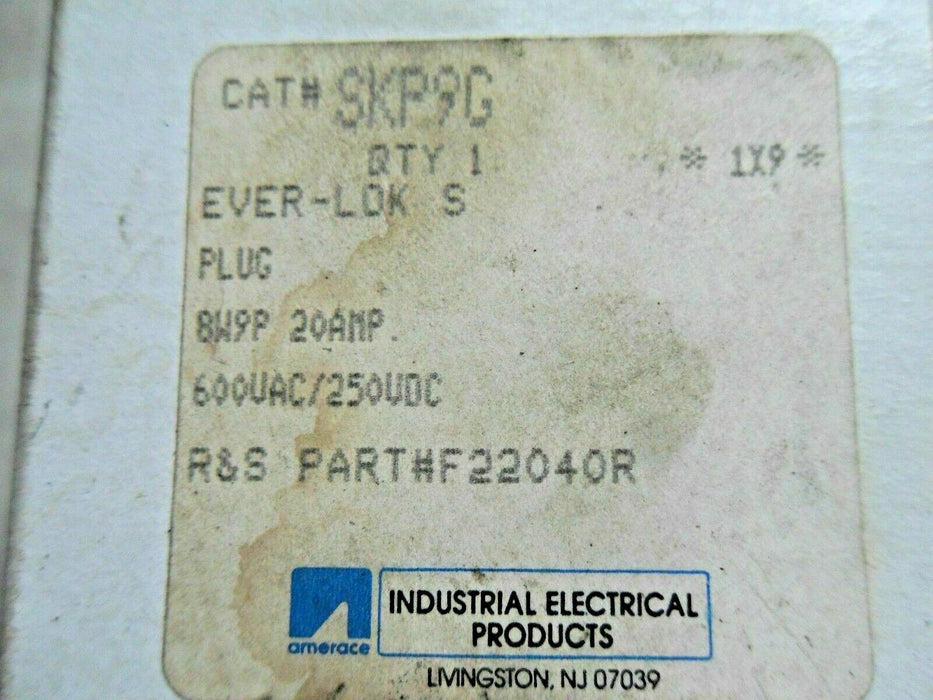 CAT# SKP9G
QTY 1 * 1X9 *
EVER-LOK S
PLUG
8W9P 20AMP.
600VAC/250VDC
R&S PART#F22040R
amerace
INDUSTRIAL ELECTRICAL
PRODUCTS
LIVINGSTON, NJ 07039